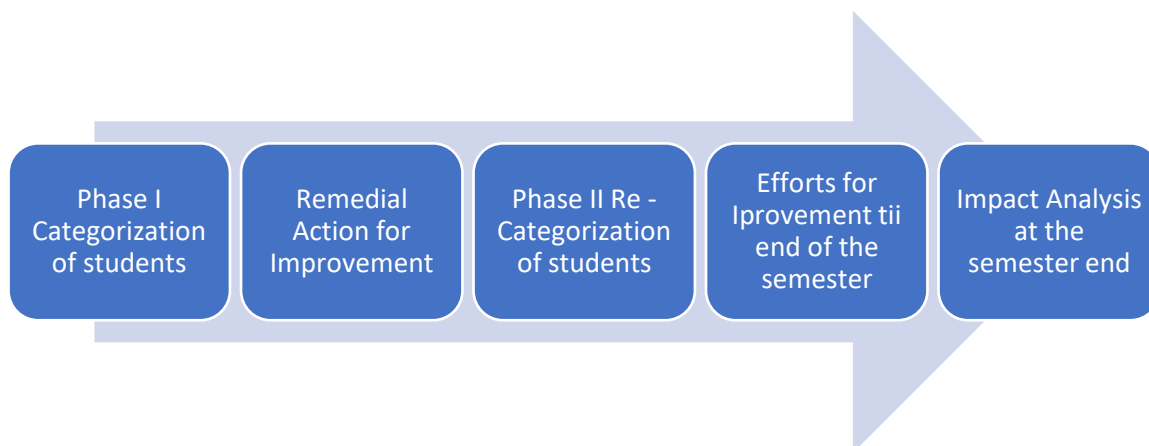 Phase I
Categorization
of students
Remedial
Action for
Improvement
Phase II Re -
Categorization
of students
Efforts for
Iprovement tii
end of the
semester
Impact Analysis
at the
semester end